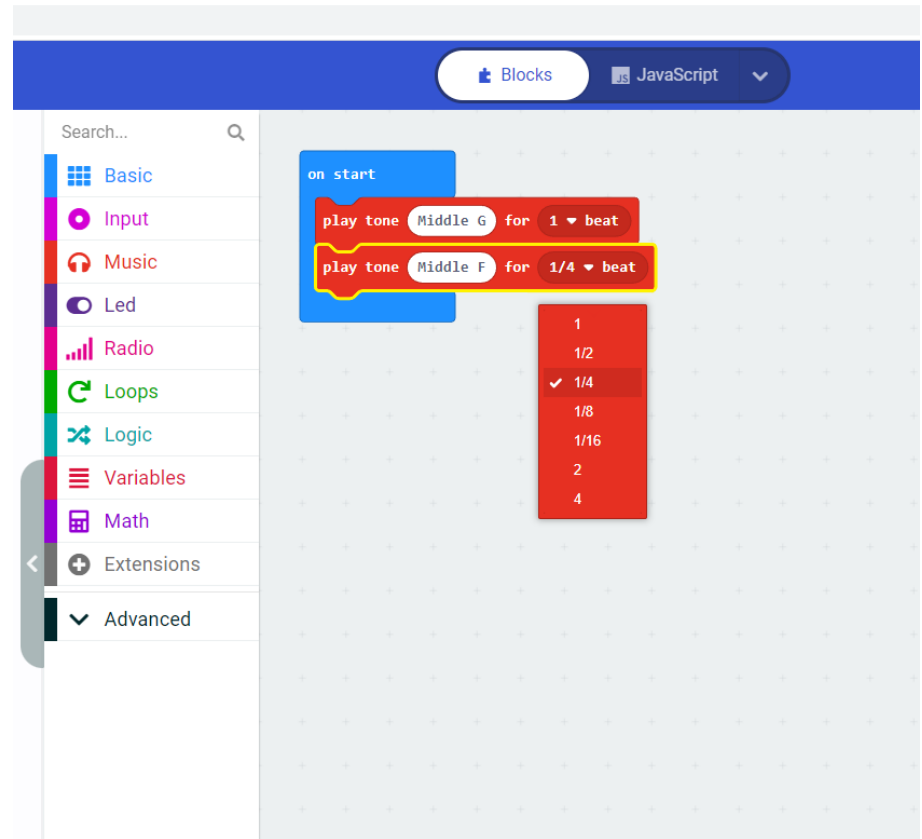 Blocks
JS JavaScript
Search...
Basic
Input
Music
Led
Radio
Loops
Logic
Variables
Math
Extensions
Advanced
on start
play tone Middle G for 1 beat
play tone Middle F for 1/4 beat
1
1/2
1/4
1/8
1/16
2
4